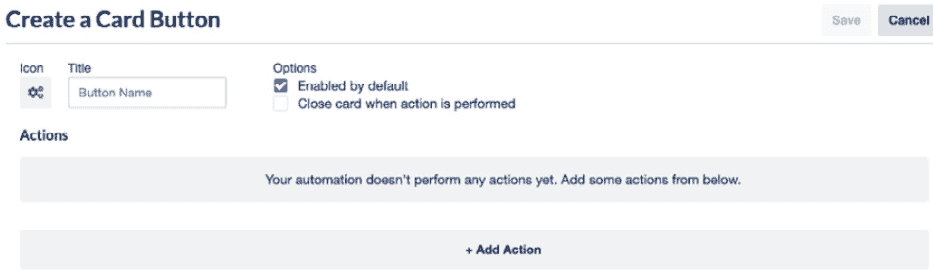 Create a Card Button
Save
Cancel
Icon
Title
Options
Button Name
Enabled by default
Close card when action is performed
Actions
Your automation doesn't perform any actions yet. Add some actions from below.
+ Add Action